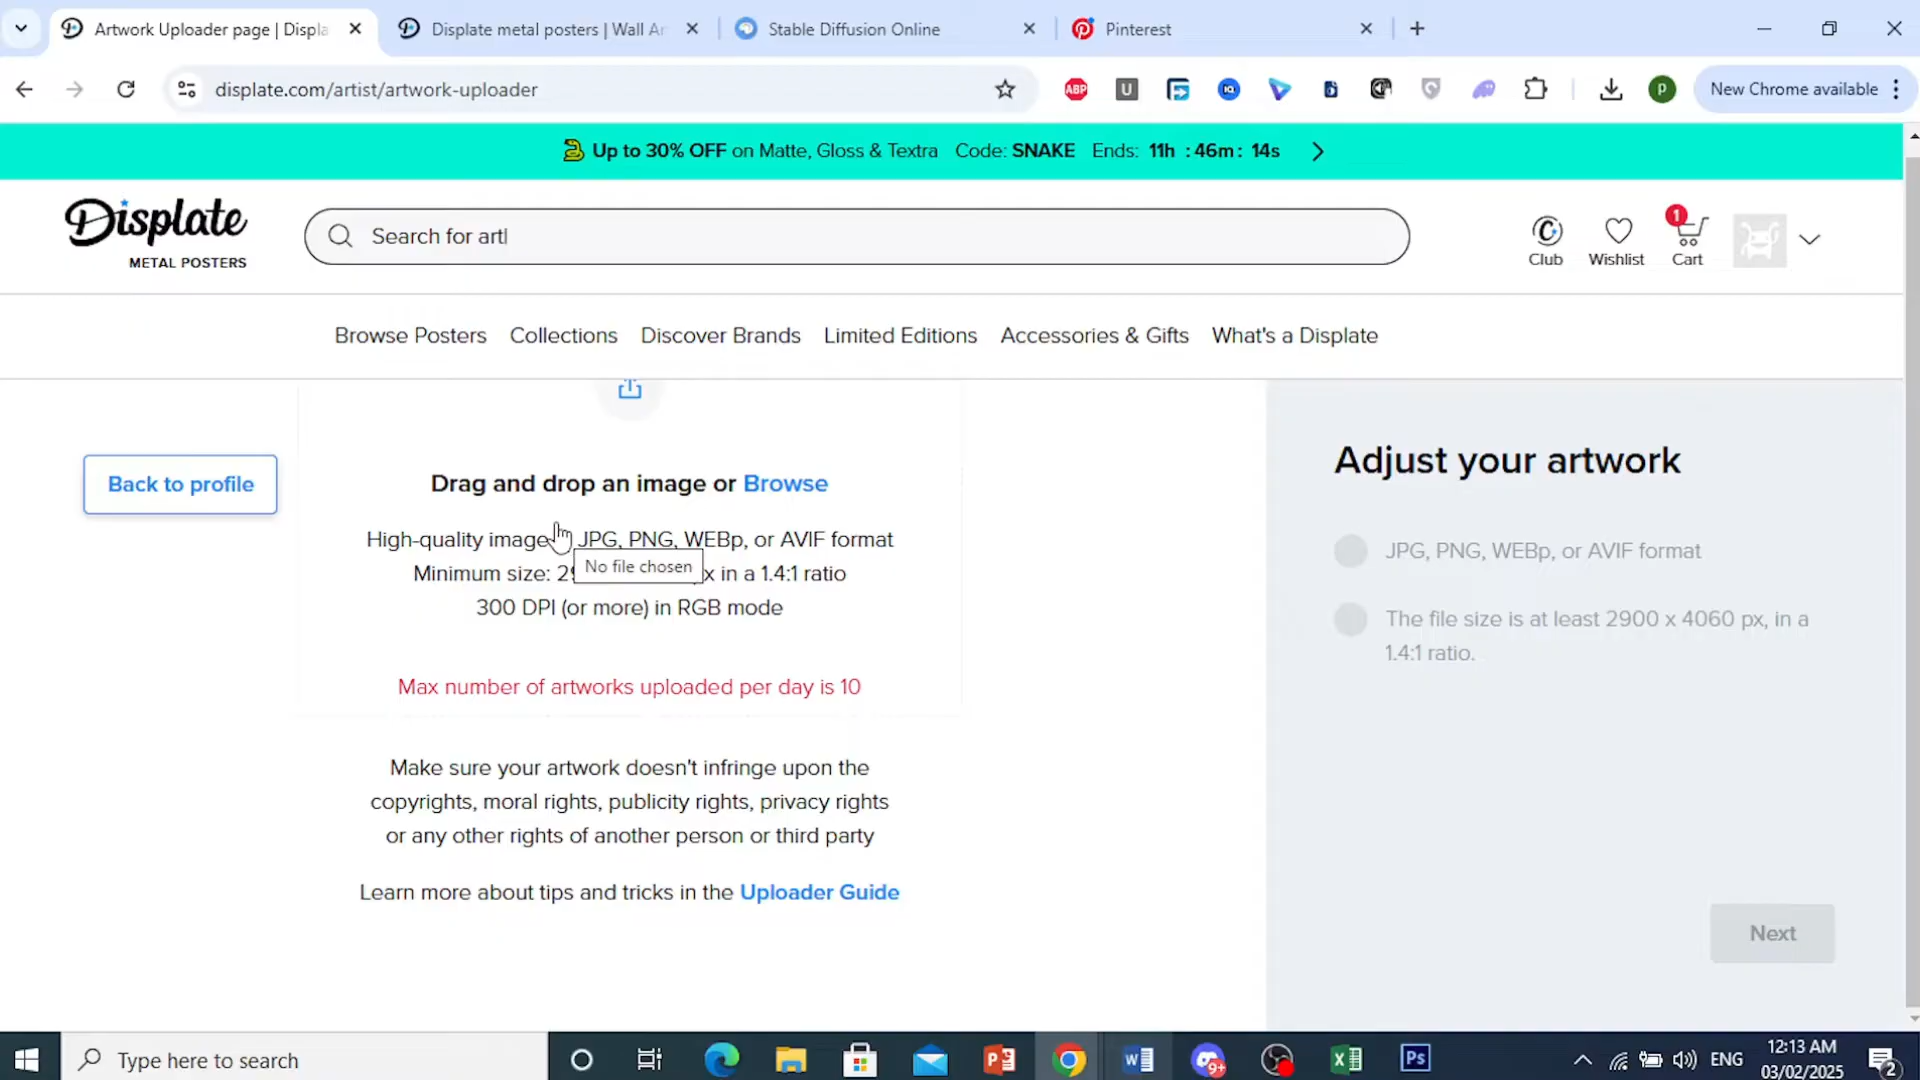 Artwork Uploader page | Displa
Displate metal posters | Wall Ar
Stable Diffusion Online
Pinterest
displate.com/artist/artwork-uploader
ABP
U
IQ
P
New Chrome available
Up to 30% OFF on Matte, Gloss & Textra Code: SNAKE Ends: 11h : 46m : 14s
Displate
METAL POSTERS
Search for art
Club
Wishlist
1
Cart
Browse Posters
Collections
Discover Brands
Limited Editions
Accessories & Gifts
What's a Displate
Back to profile
Drag and drop an image or Browse
High-quality image JPG, PNG, WEBp, or AVIF format
No file chosen
Minimum size: 29 x in a 1.4:1 ratio
300 DPI (or more) in RGB mode
Max number of artworks uploaded per day is 10
Make sure your artwork doesn't infringe upon the
copyrights, moral rights, publicity rights, privacy rights
or any other rights of another person or third party
Learn more about tips and tricks in the Uploader Guide
Adjust your artwork
JPG, PNG, WEBp, or AVIF format
The file size is at least 2900 x 4060 px, in a
1.4:1 ratio.
Next
Type here to search
9+
Ps
ENG
12:13 AM
03/02/2025
2